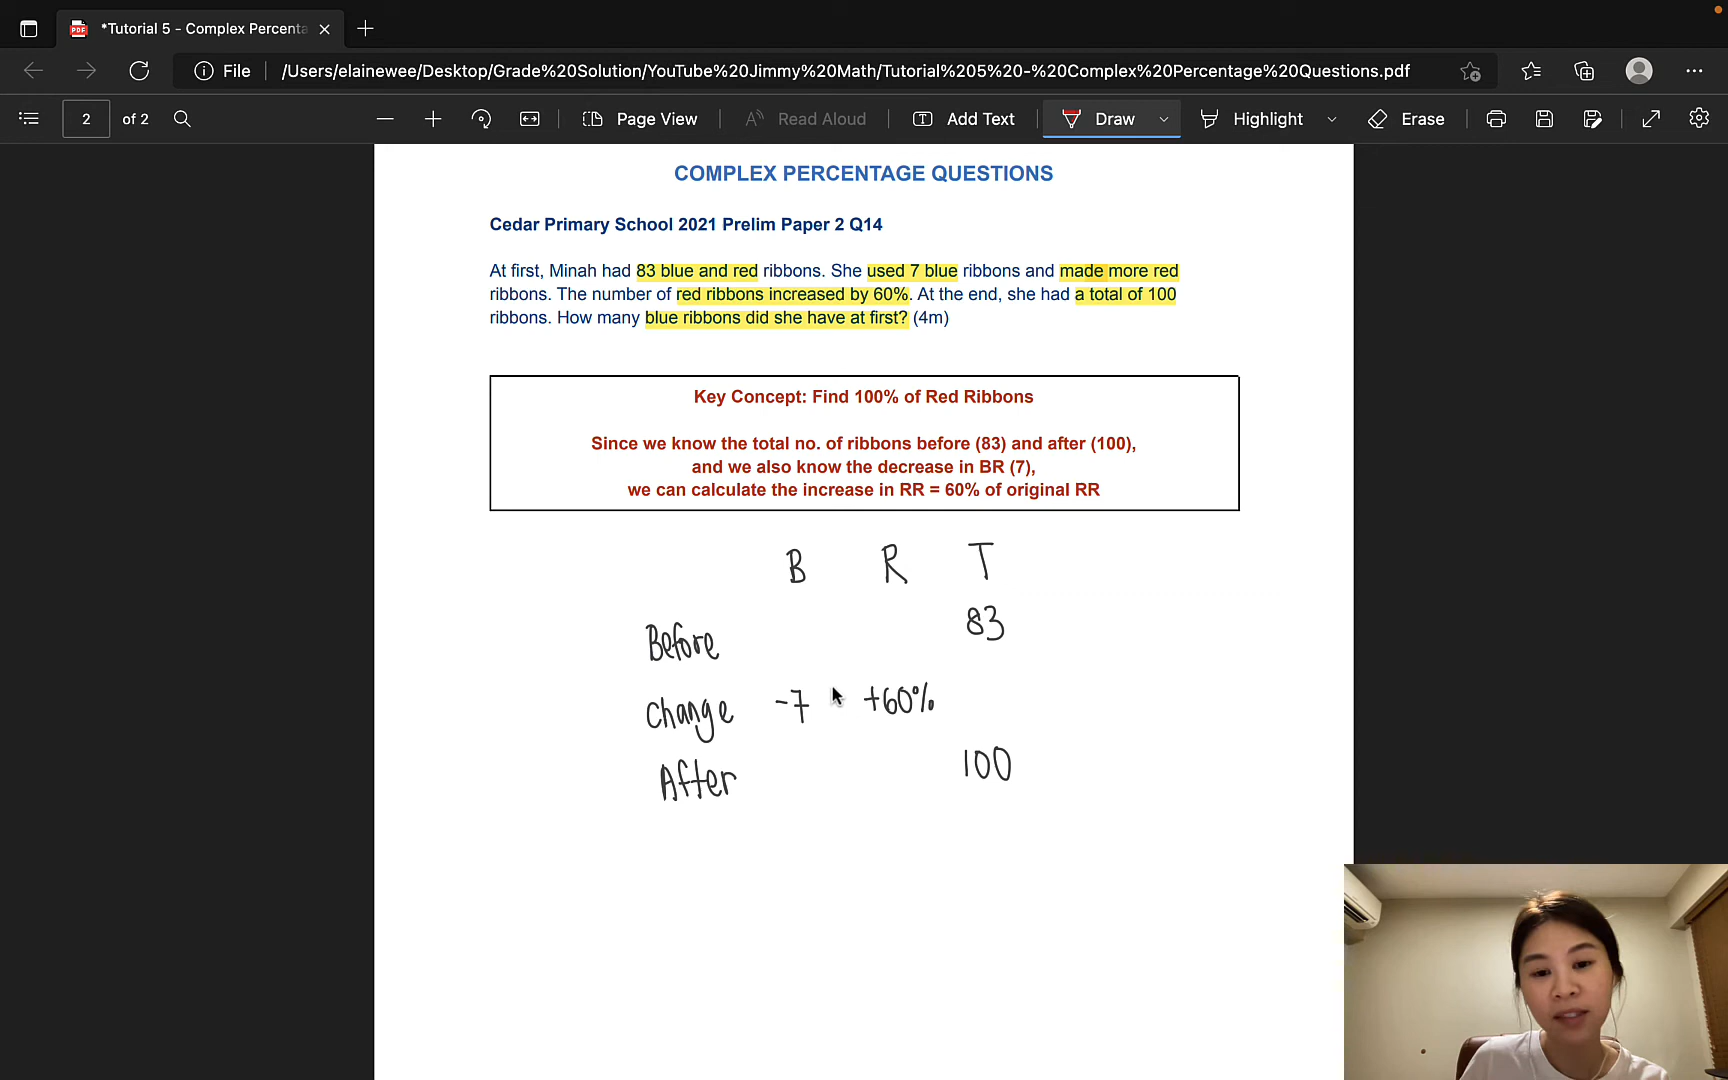 *Tutorial 5 - Complex Percenta
File
/Users/elainewee/Desktop/Grade%20Solution/YouTube%20Jimmy%20Math/Tutorial%205%20-%20Complex%20Percentage%20Questions.pdf
2 of 2
Page View
Read Aloud
Add Text
Draw
Highlight
Erase
COMPLEX PERCENTAGE QUESTIONS
Cedar Primary School 2021 Prelim Paper 2 Q14
At first, Minah had 83 blue and red ribbons. She used 7 blue ribbons and made more red
ribbons. The number of red ribbons increased by 60%. At the end, she had a total of 100
ribbons. How many blue ribbons did she have at first? (4m)
Key Concept: Find 100% of Red Ribbons
Since we know the total no. of ribbons before (83) and after (100),
and we also know the decrease in BR (7),
we can calculate the increase in RR = 60% of original RR
B R T
Before 83
Change -7 +60%
After 100